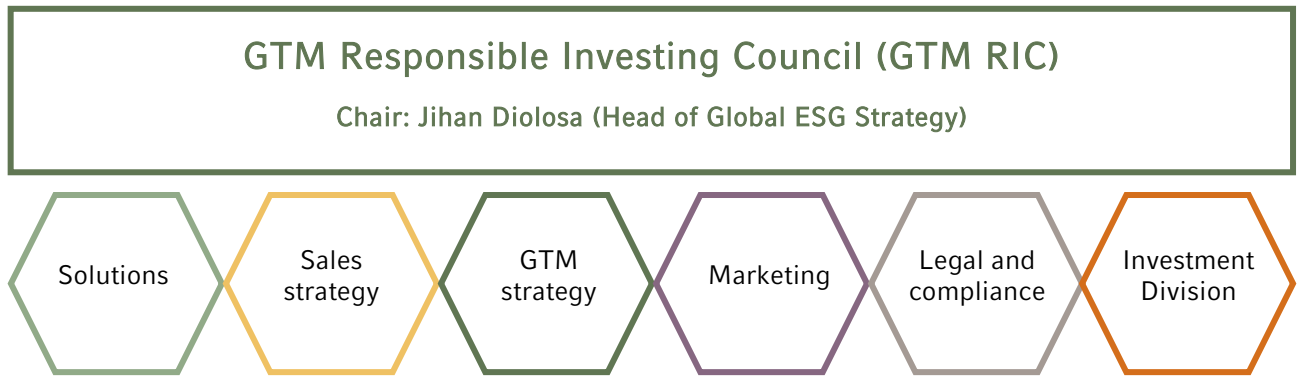 GTM Responsible Investing Council (GTM RIC)
Chair: Jihan Diolosa (Head of Global ESG Strategy)
Solutions
Sales
strategy
GTM
strategy
Marketing
Legal and
compliance
Investment
Division